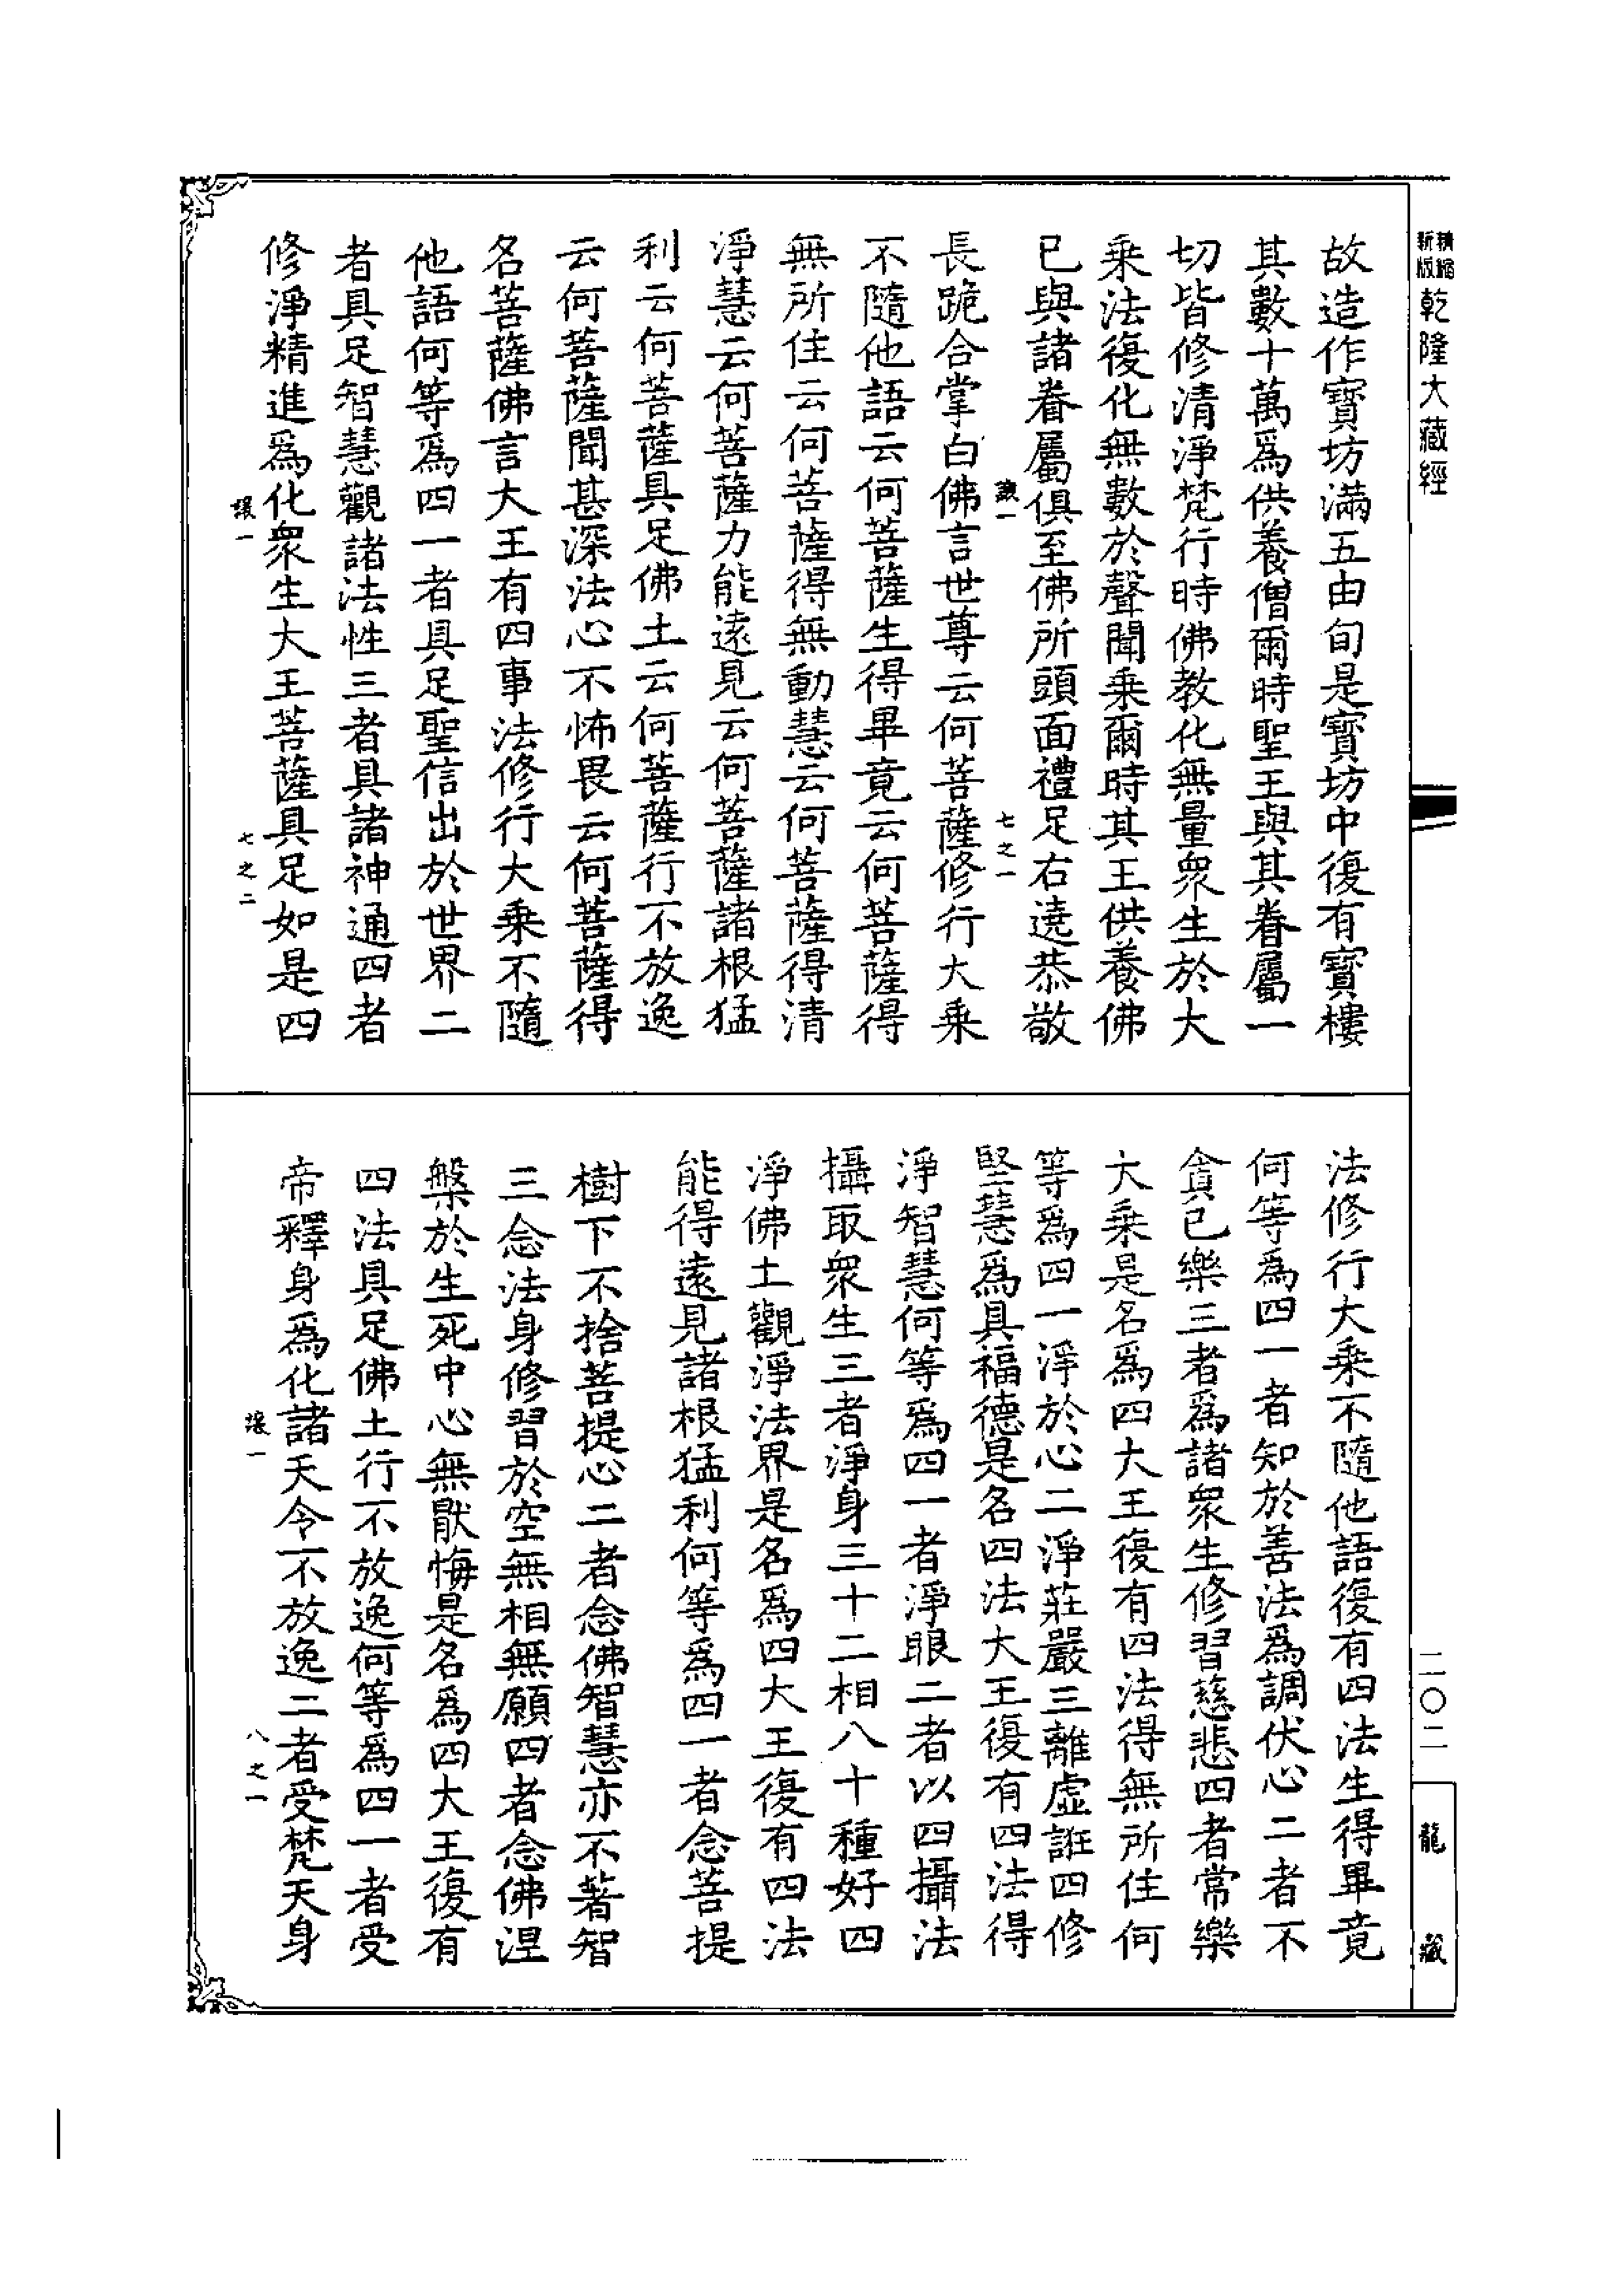 精縮
新版
乾隆大藏經
二〇二
龍藏
故造作寶坊滿五由旬是寶坊中復有寶樓
其數十萬爲供養僧爾時聖王與其眷屬一
切皆修清淨梵行時佛教化無量衆生於大
乘法復化無數於聲聞乘爾時其王供養佛
已與諸眷屬俱至佛所頭面禮足右遶恭敬
七之一
長跪合掌白佛言世尊云何菩薩修行大乘
不隨他語云何菩薩生得畢竟云何菩薩得
無所住云何菩薩得無動慧云何菩薩得清
淨慧云何菩薩力能遠見云何菩薩諸根猛
利云何菩薩具足佛土云何菩薩行不放逸
云何菩薩聞甚深法心不怖畏云何菩薩得
名菩薩佛言大王有四事法修行大乘不隨
他語何等爲四一者具足聖信出於世界二
者具足智慧觀諸法性三者具諸神通四者
修淨精進爲化衆生大王菩薩具足如是四
讓一
七之二
法修行大乘不隨他語復有四法生得畢竟
何等爲四一者知於善法爲調伏心二者不
貪已樂三者爲諸衆生修習慈悲四者常樂
大乘是名爲四大王復有四法得無所住何
等爲四一淨於心二淨莊嚴三離虛誑四修
堅慧爲具福德是名四法大王復有四法得
淨智慧何等爲四一者淨眼二者以四攝法
攝取衆生三者淨身三十二相八十種好四
淨佛土觀淨法界是名爲四大王復有四法
能得遠見諸根猛利何等爲四一者念菩提
樹下不捨菩提心二者念佛智慧亦不著智
三念法身修習於空無相無願四者念佛涅
槃於生死中心無厭悔是名爲四大王復有
四法具足佛土行不放逸何等爲四一者受
帝釋身爲化諸天令不放逸二者受梵天身
讓一
八之一